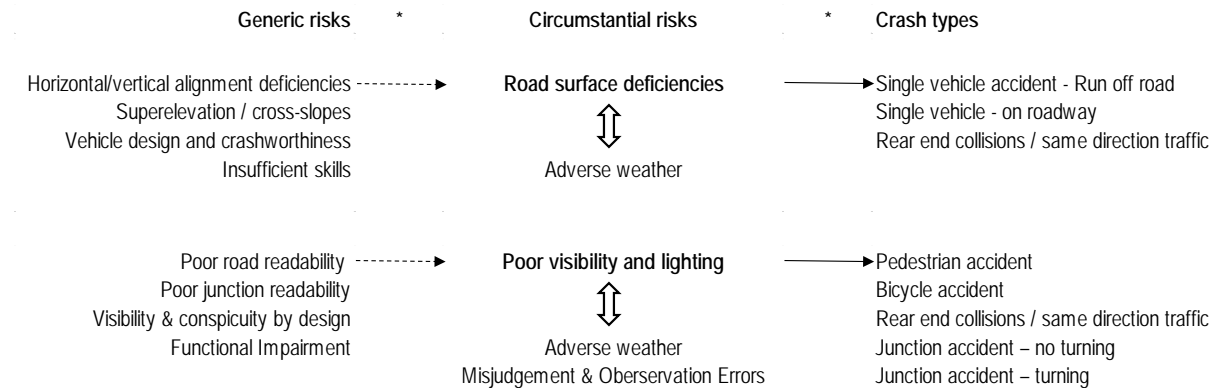 Generic risks * Circumstantial risks * Crash types
Horizontal/vertical alignment deficiencies Road surface deficiencies Single vehicle accident - Run off road
Superelevation / cross-slopes Single vehicle - on roadway
Vehicle design and crashworthiness Rear end collisions / same direction traffic
Insufficient skills Adverse weather
Poor road readability Poor visibility and lighting Pedestrian accident
Poor junction readability Bicycle accident
Visibility & conspicuity by design Rear end collisions / same direction traffic
Functional Impairment Adverse weather Junction accident – no turning
Misjudgement & Oberservation Errors Junction accident – turning